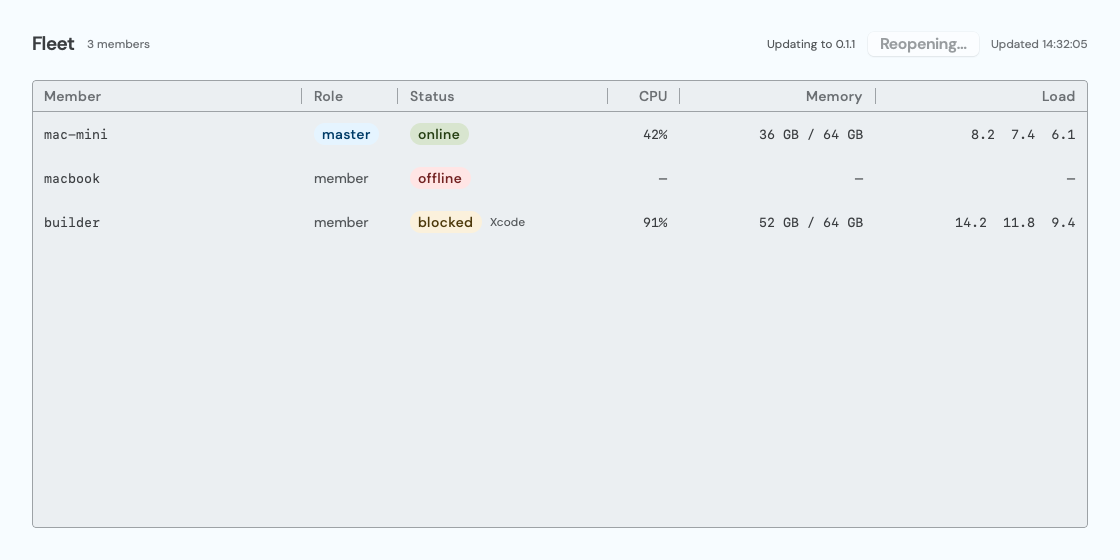 Fleet 3 members Updating to 0.1.1 Reopening... Updated 14:32:05
Member Role Status CPU Memory Load
mac-mini master online 42% 36 GB / 64 GB 8.2 7.4 6.1
macbook member offline — — —
builder member blocked Xcode 91% 52 GB / 64 GB 14.2 11.8 9.4